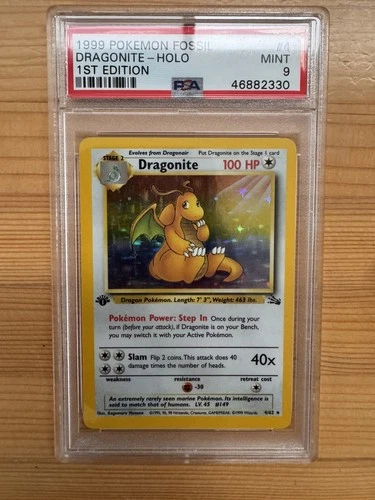 1999 POKEMON FOSSIL #4
DRAGONITE-HOLO MINT
1ST EDITION 9
PSA 46882330
Evolves from Dragonair Put Dragonite on the Stage 1 card
STAGE 2
Dragonite 100 HP
Dragon Pokémon. Length: 7' 3", Weight: 463 lbs.
Pokémon Power: Step In Once during your
turn (before your attack), if Dragonite is on your Bench,
you may switch it with your Active Pokémon.
Slam Flip 2 coins. This attack does 40
damage times the number of heads. 40x
weakness resistance retreat cost
-30
An extremely rarely seen marine Pokémon. Its intelligence is
said to match that of humans. LV. 45 #149
4/62